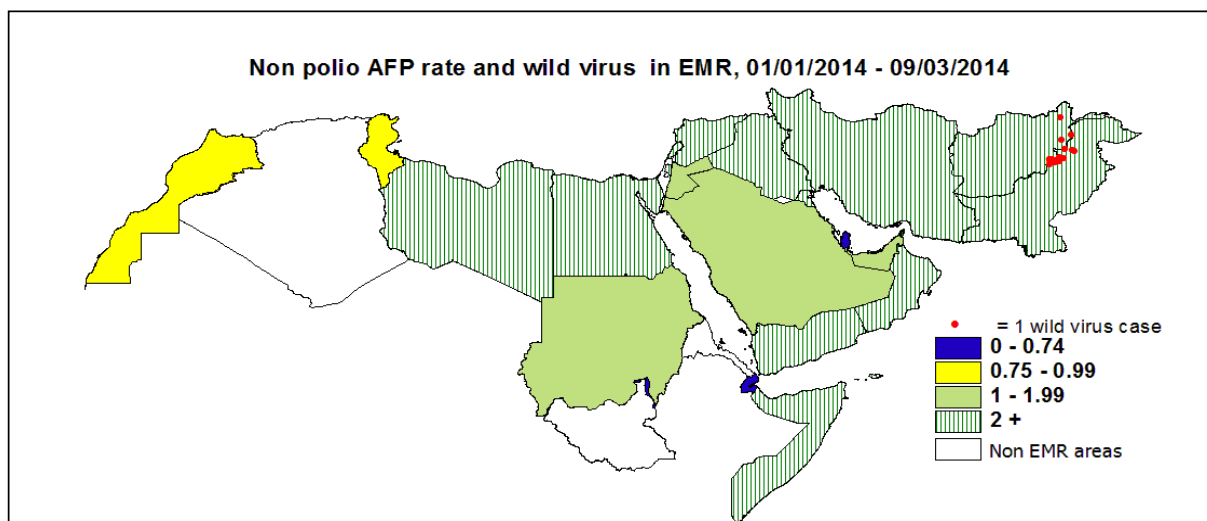 Non polio AFP rate and wild virus in EMR, 01/01/2014 - 09/03/2014
= 1 wild virus case
0 - 0.74
0.75 - 0.99
1 - 1.99
2 +
Non EMR areas